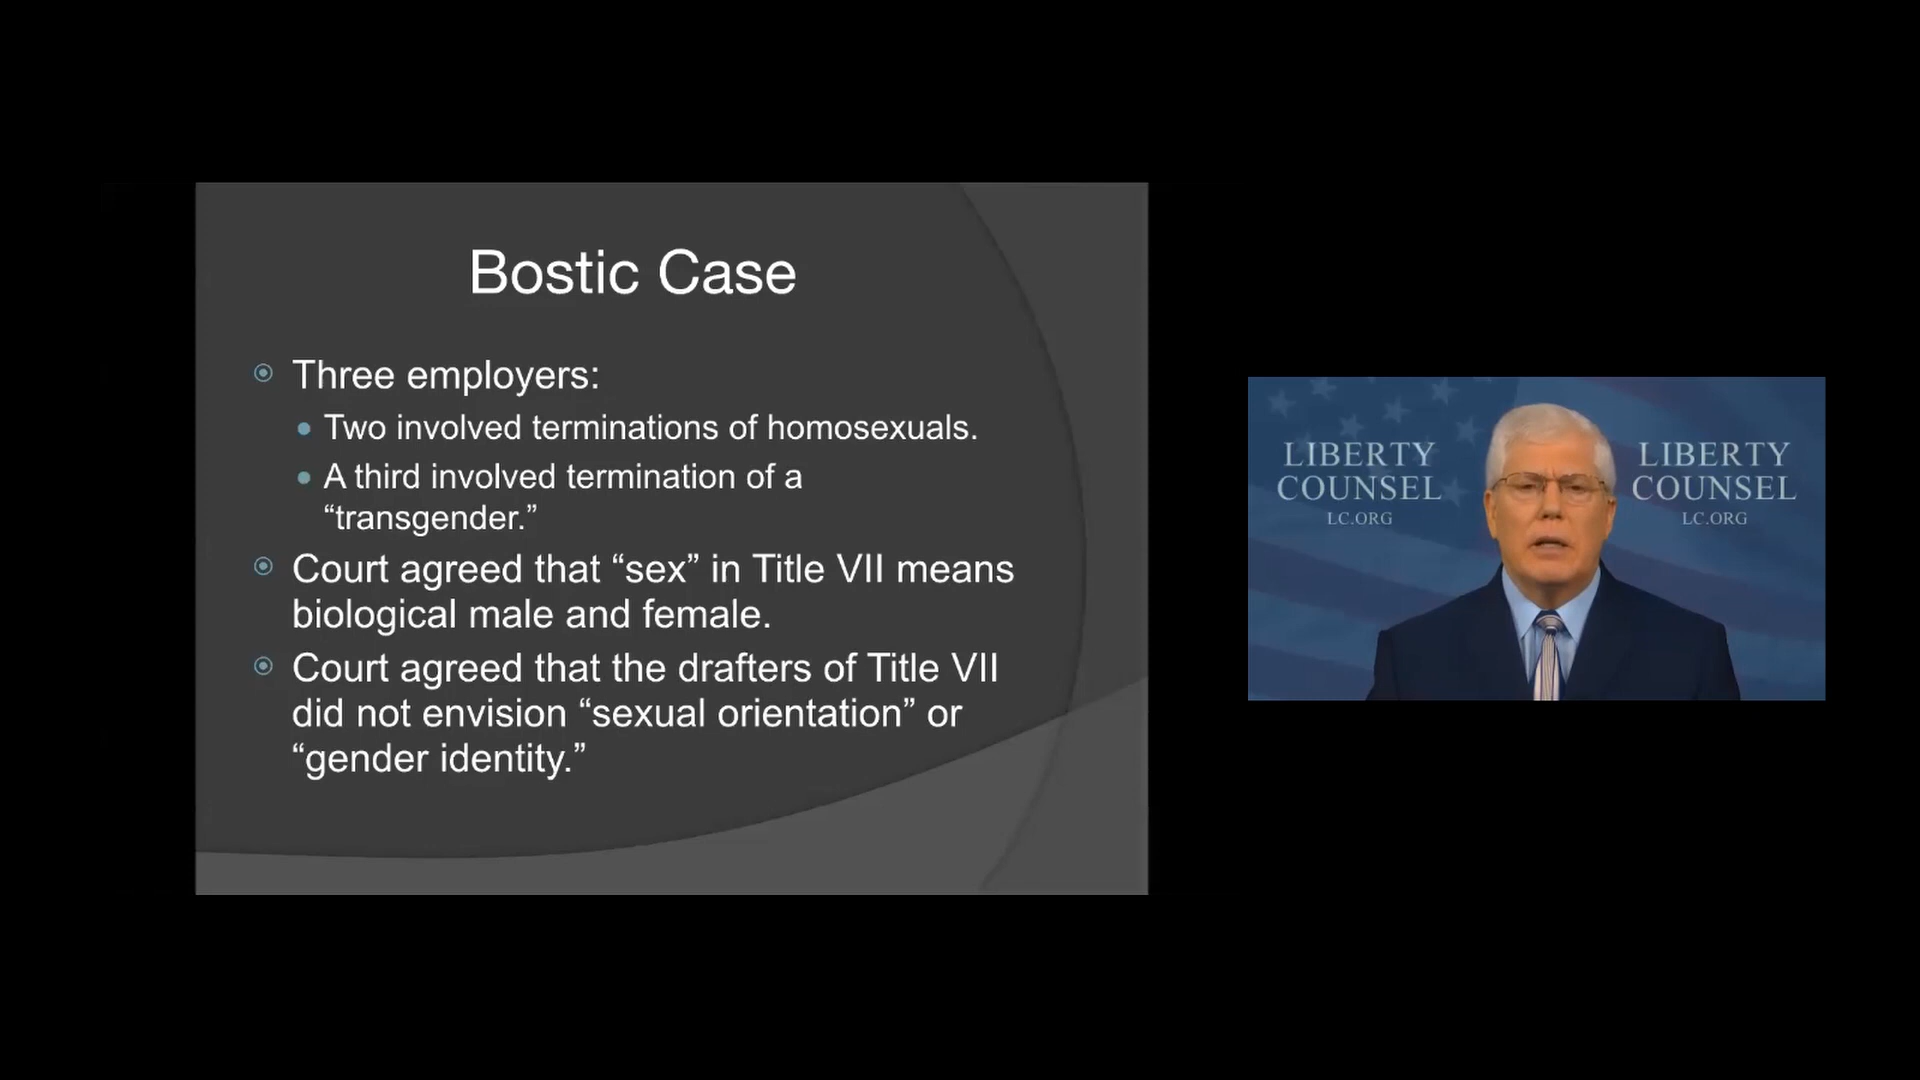 Bostic Case
Three employers:
Two involved terminations of homosexuals.
A third involved termination of a
“transgender.”
Court agreed that “sex” in Title VII means
biological male and female.
Court agreed that the drafters of Title VII
did not envision “sexual orientation” or
“gender identity.”
LIBERTY
COUNSEL
LC.ORG
LIBERTY
COUNSEL
LC.ORG